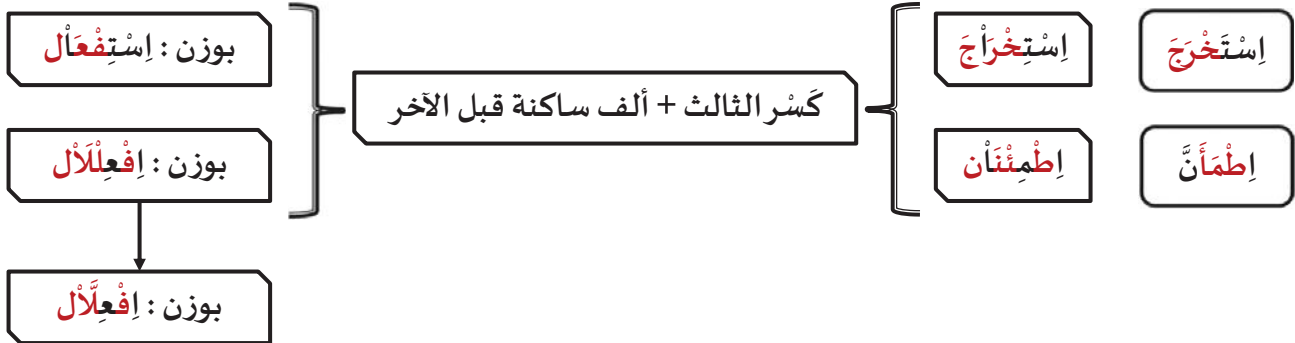 اِسْتَخْرَجَ
اِسْتِخْرَاْجَ
كَسْر الثالث + ألف ساكنة قبل الآخر
بوزن : اِسْتِفْعَاْل
اِطْمَأَنَّ
اِطْمِئْنَاْن
بوزن : اِفْعِلْلَاْل
بوزن : اِفْعِلَّاْل